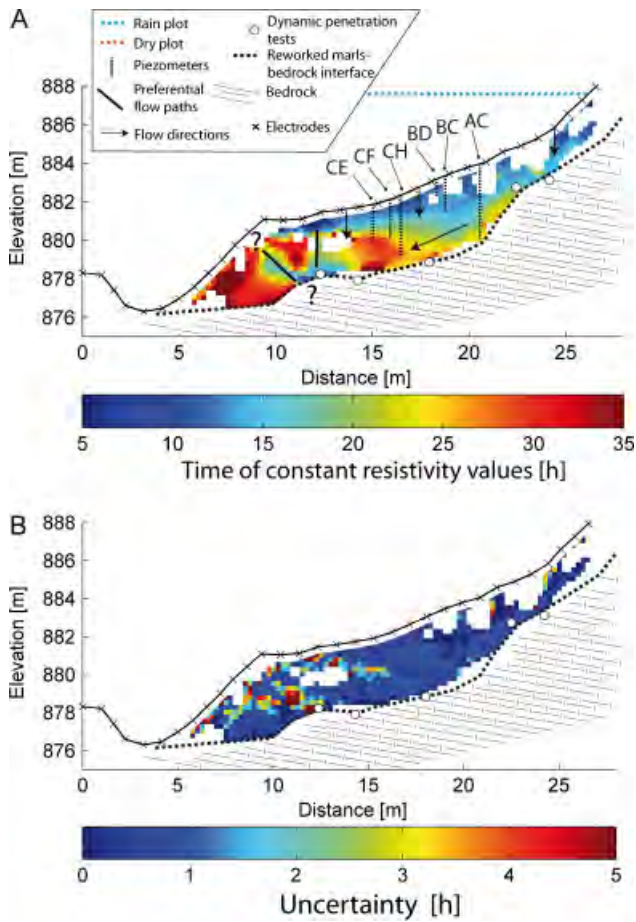 A
Rain plot
Dry plot
Piezometers
Preferential
flow paths
Flow directions
Dynamic penetration
tests
Reworked marls-
bedrock interface
Bedrock
Electrodes
CE
CF
CH
BD
BC
AC
?
?
888
886
884
882
880
878
876
Elevation [m]
0 5 10 15 20 25
Distance [m]
5 10 15 20 25 30 35
Time of constant resistivity values [h]
B
888
886
884
882
880
878
876
Elevation [m]
0 5 10 15 20 25
Distance [m]
0 1 2 3 4 5
Uncertainty [h]